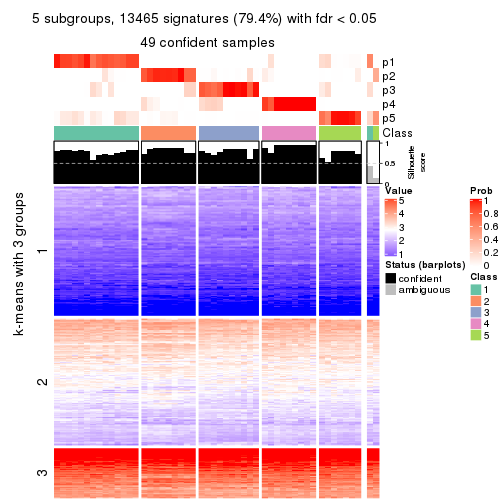 5 subgroups, 13465 signatures (79.4%) with fdr < 0.05
49 confident samples
p1
p2
p3
p4
p5
Class
1
0.5
0
Silhouette
score
k-means with 3 groups
1
2
3
Value
5
4
3
2
1
Status (barplots)
confident
ambiguous
Prob
1
0.8
0.6
0.4
0.2
0
Class
1
2
3
4
5